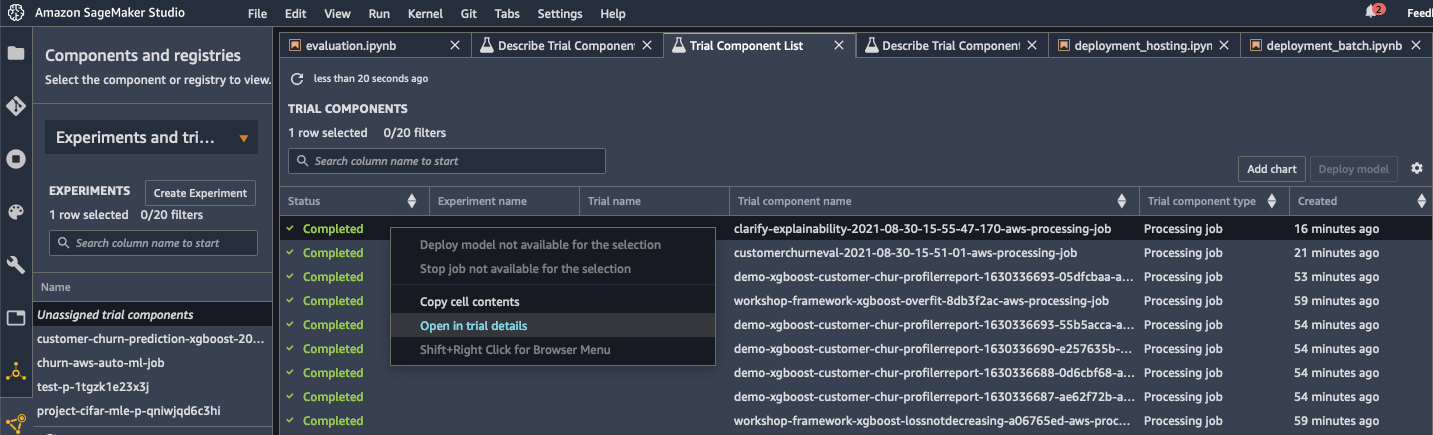 Amazon SageMaker Studio File Edit View Run Kernel Git Tabs Settings Help 2 Feedl
Components and registries
Select the component or registry to view.
Experiments and tri...
EXPERIMENTS Create Experiment
1 row selected 0/20 filters
Search column name to start
Name
Unassigned trial components
customer-churn-prediction-xgboost-20...
churn-aws-auto-ml-job
test-p-1tgzk1e23x3j
project-cifar-mle-p-qniwjqd6c3hi
evaluation.ipynb Describe Trial Component Trial Component List Describe Trial Component deployment_hosting.ipyn deployment_batch.ipynb
less than 20 seconds ago
TRIAL COMPONENTS
1 row selected 0/20 filters
Search column name to start
Add chart Deploy model
Status Experiment name Trial name Trial component name Trial component type Created
Completed clarify-explainability-2021-08-30-15-55-47-170-aws-processing-job Processing job 16 minutes ago
Completed customerchurneval-2021-08-30-15-51-01-aws-processing-job Processing job 21 minutes ago
Completed demo-xgboost-customer-chur-profilerreport-1630336693-05dfcbaa-a... Processing job 53 minutes ago
Completed workshop-framework-xgboost-overfit-8db3f2ac-aws-processing-job Processing job 59 minutes ago
Completed demo-xgboost-customer-chur-profilerreport-1630336693-55b5acca-a... Processing job 54 minutes ago
Completed demo-xgboost-customer-chur-profilerreport-1630336690-e257635b-... Processing job 54 minutes ago
Completed demo-xgboost-customer-chur-profilerreport-1630336688-0d6cbf68-a... Processing job 54 minutes ago
Completed demo-xgboost-customer-chur-profilerreport-1630336687-ae62f72b-a... Processing job 54 minutes ago
Completed workshop-framework-xgboost-lossnotdecreasing-a06765ed-aws-proc... Processing job 59 minutes ago
Deploy model not available for the selection
Stop job not available for the selection
Copy cell contents
Open in trial details
Shift+Right Click for Browser Menu